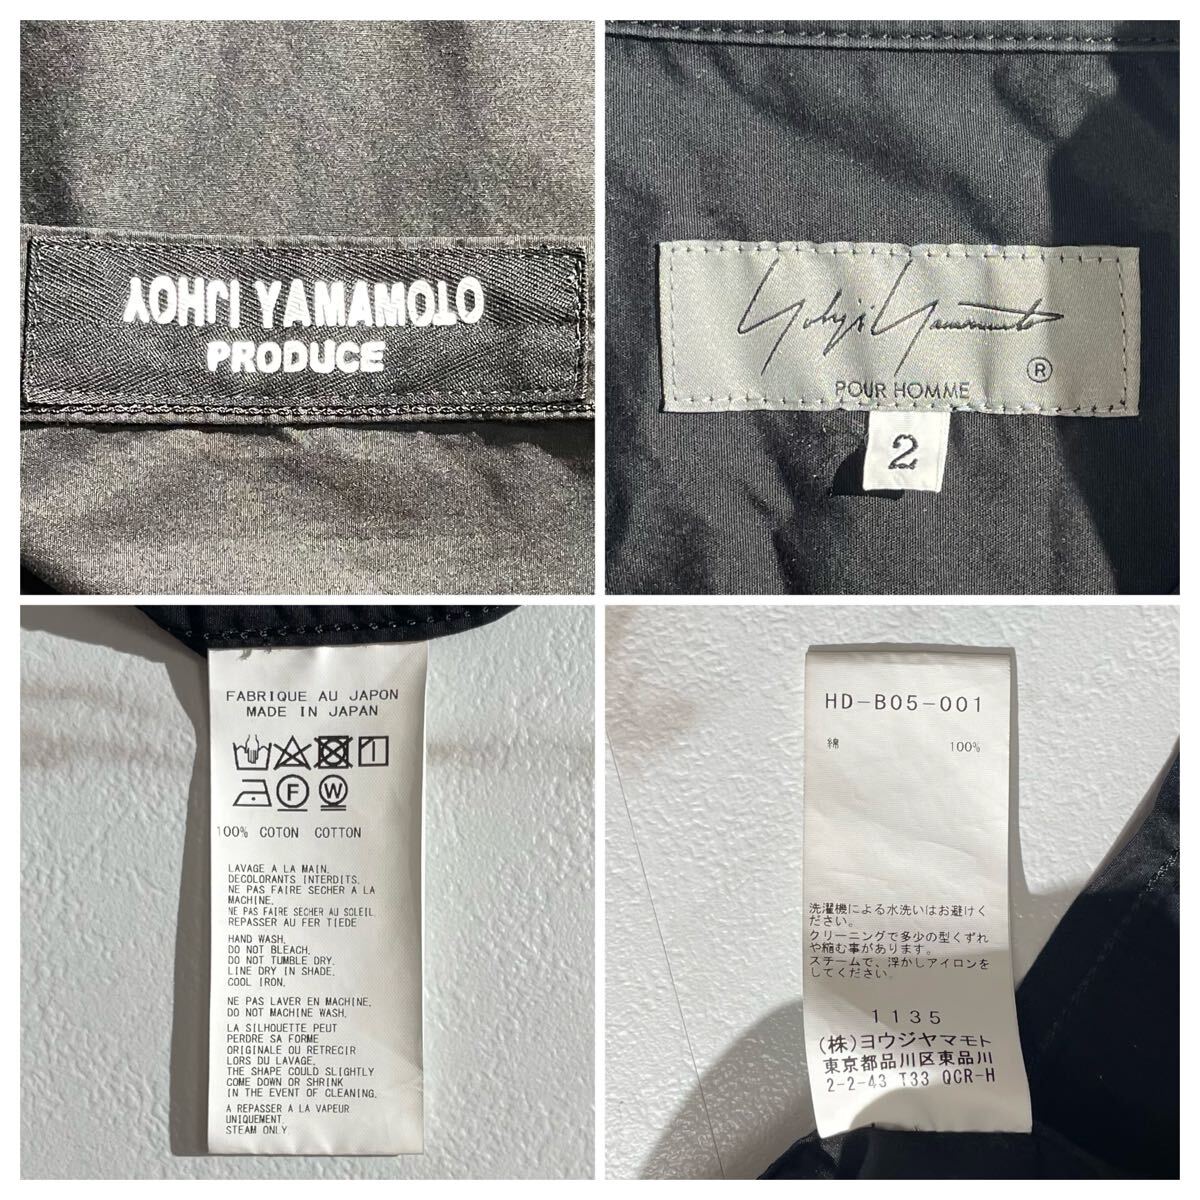 YOHJI YAMAMOTO
PRODUCE
Yohji Yamamoto
®
POUR HOMME
2
FABRIQUE AU JAPON
MADE IN JAPAN
F W
100% COTON COTTON
LAVAGE A LA MAIN.
DECOLORANTS INTERDITS.
NE PAS FAIRE SECHER A LA
MACHINE.
NE PAS FAIRE SECHER AU SOLEIL.
REPASSER AU FER TIEDE
HAND WASH.
DO NOT BLEACH.
DO NOT TUMBLE DRY.
LINE DRY IN SHADE.
COOL IRON.
NE PAS LAVER EN MACHINE.
DO NOT MACHINE WASH.
LA SILHOUETTE PEUT
PERDRE SA FORME
ORIGINALE OU RETRECIR
LORS DU LAVAGE.
THE SHAPE COULD SLIGHTLY
COME DOWN OR SHRINK
IN THE EVENT OF CLEANING.
A REPASSER A LA VAPEUR
UNIQUEMENT.
STEAM ONLY.
HD-B05-001
綿 100%
洗濯機による水洗いはお避けく
ださい。
クリーニングで多少の型くずれ
や縮む事があります。
スチームで、浮かしアイロンを
してください。
1135
(株)ヨウジヤマモト
東京都品川区東品川
2-2-43 T33 QCR-H